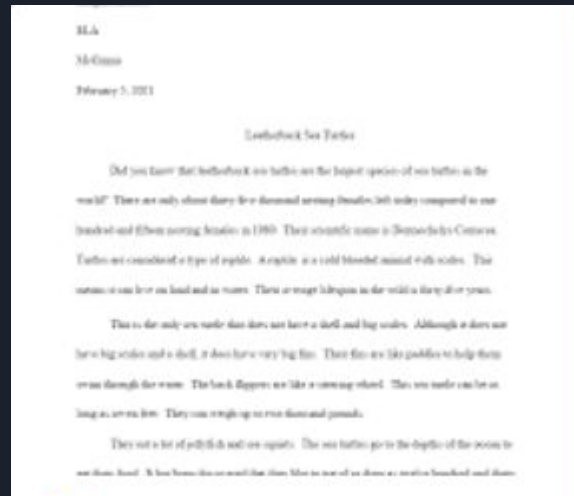 February 5, 2001
Leatherback Sea Turtles
Did you know that leatherback sea turtles are the largest species of sea turtles in the
world? There are only about thirty five thousand nesting females left today compared to one
hundred and fifteen nesting females in 1980. Their scientific name is Dermochelys Coriacea.
Turtles are considered a type of reptile. A reptile is a cold blooded animal with scales. This
means it can live on land and in water. Their average lifespan in the wild is thirty five years.
This is the only sea turtle that does not have a shell and big scales. Although it does not
have big scales and a shell, it does have very big fins. Their fins are like paddles to help them
swim through the water. The back flippers are like a steering wheel. This sea turtle can be as
long as seven feet. They can weigh up to two thousand pounds.
They eat a lot of jellyfish and sea squirts. The sea turtles go to the depths of the ocean to